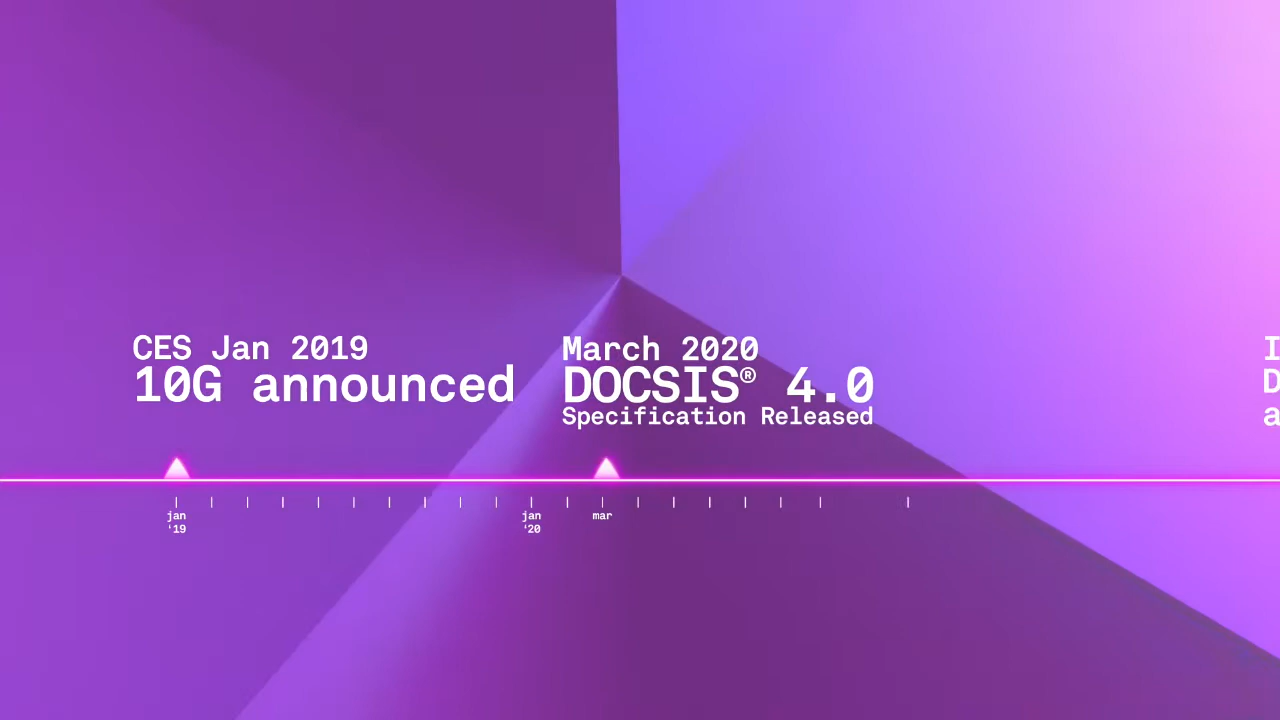 CES Jan 2019
10G announced
March 2020
DOCSIS® 4.0
Specification Released
jan
'19
jan
'20
mar